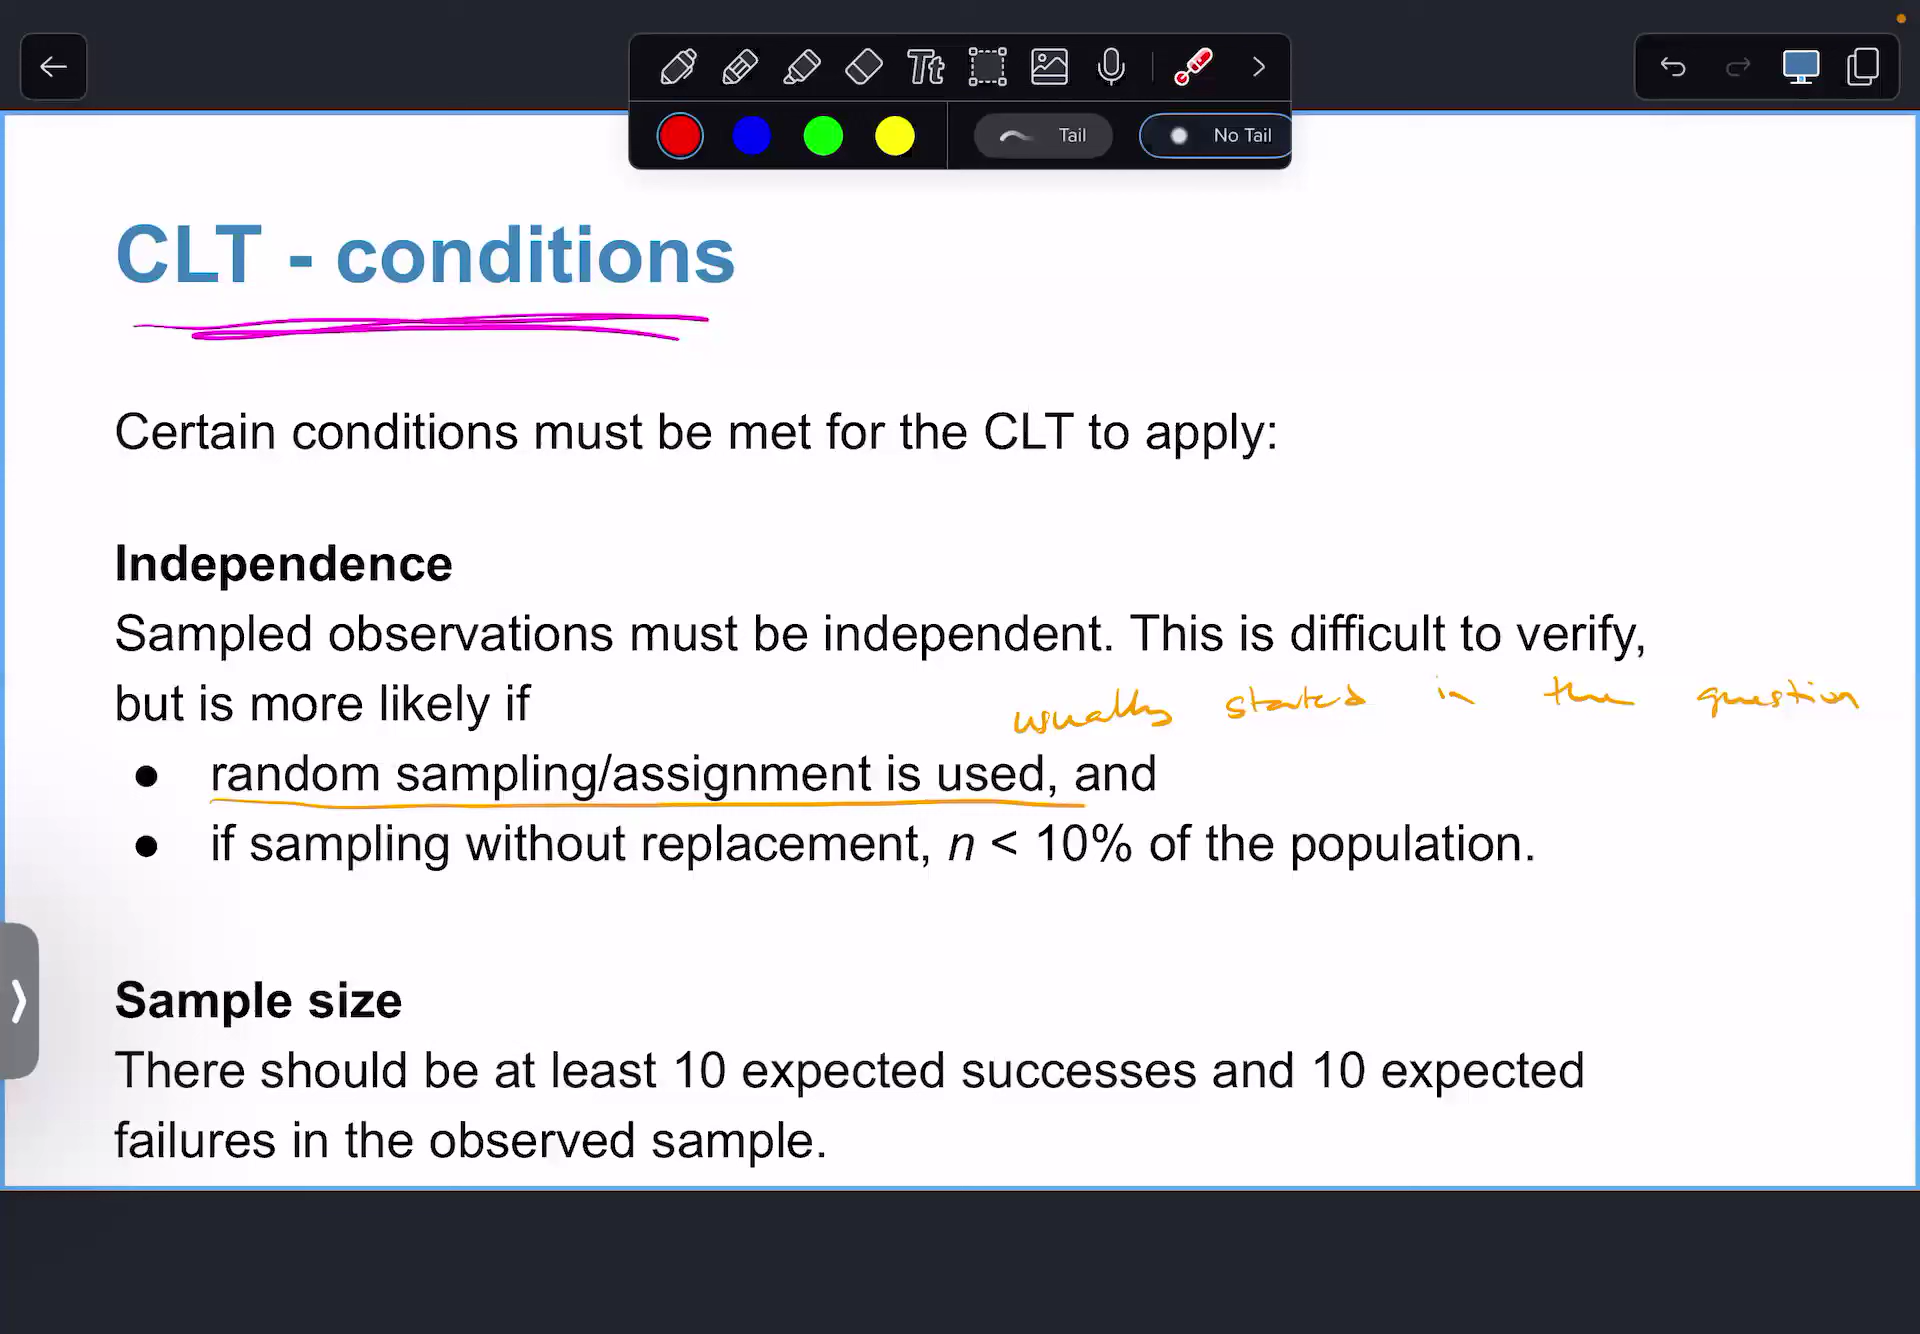 Tt
Tail
No Tail
CLT - conditions
Certain conditions must be met for the CLT to apply:
Independence
Sampled observations must be independent. This is difficult to verify,
but is more likely if
usually started in the question
● random sampling/assignment is used, and
● if sampling without replacement, n < 10% of the population.
Sample size
There should be at least 10 expected successes and 10 expected
failures in the observed sample.